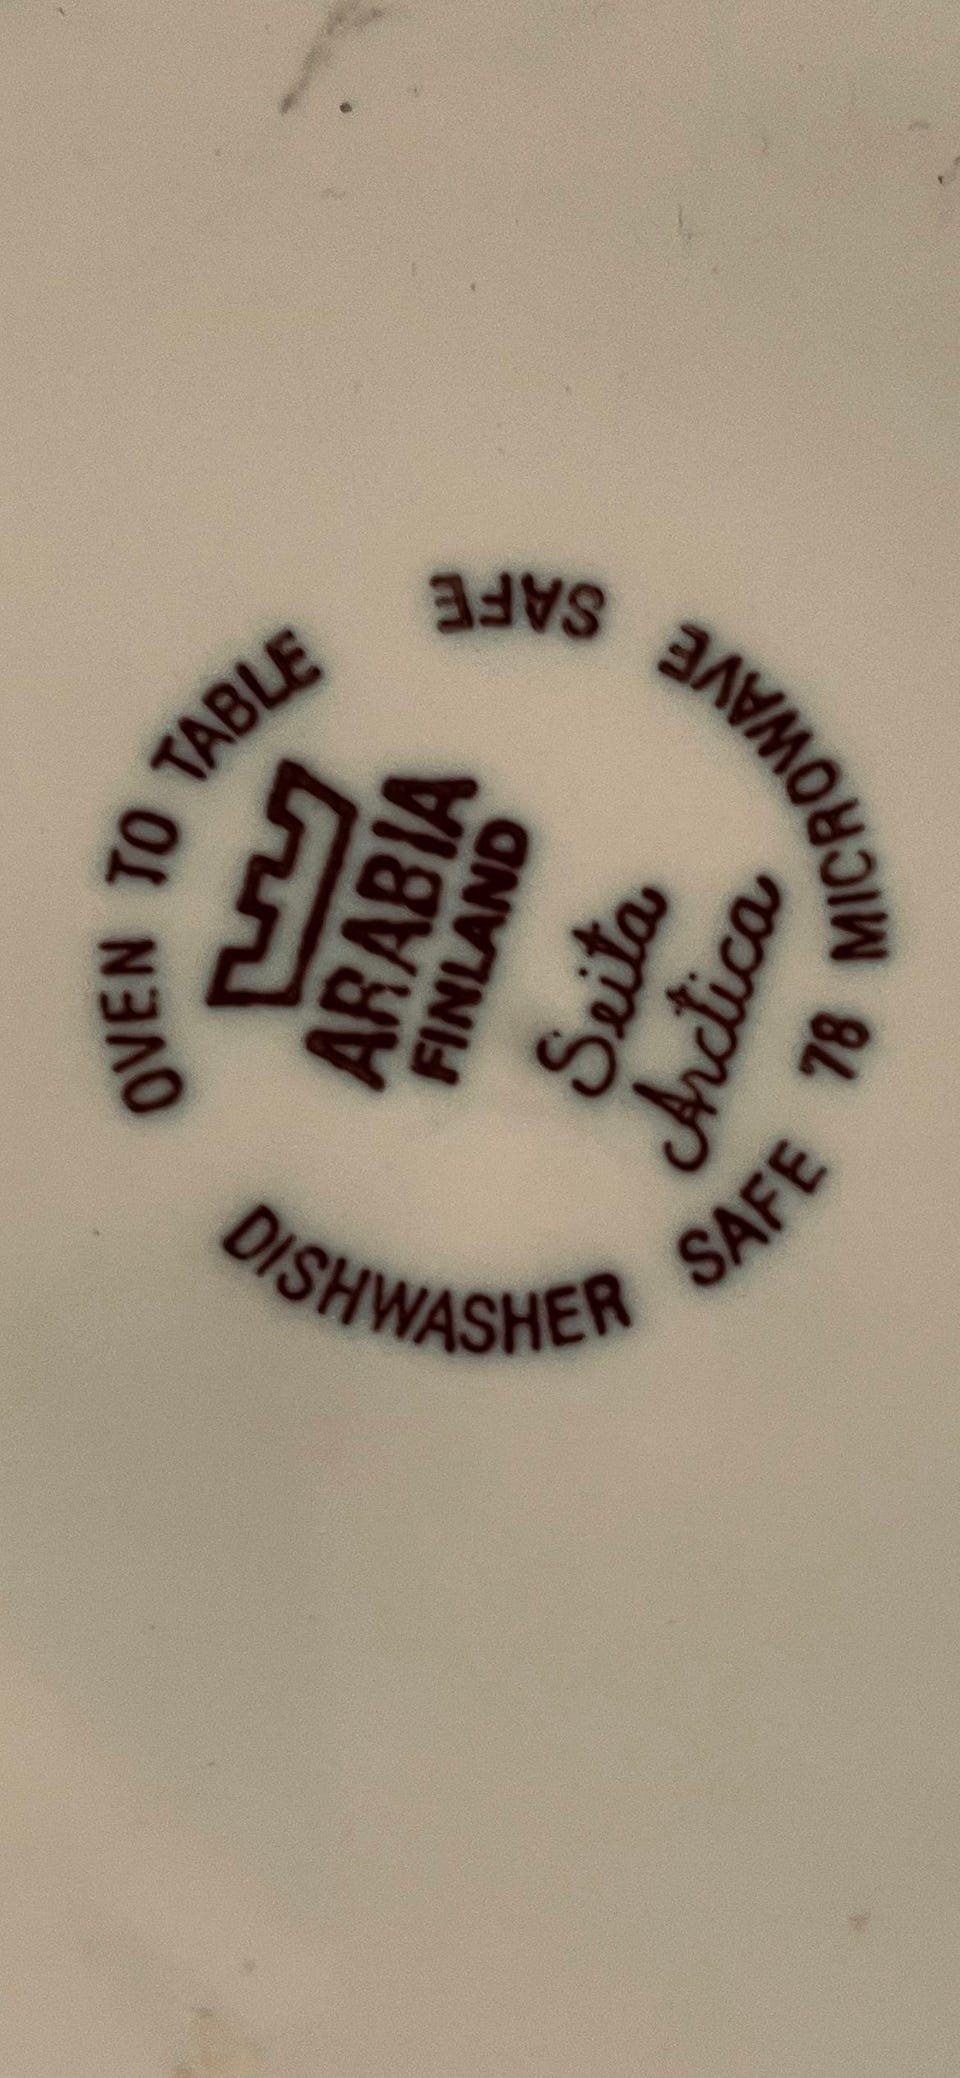 OVEN TO TABLE
ARABIA
FINLAND
Seita
Arctica
DISHWASHER SAFE
78
MICROWAVE SAFE